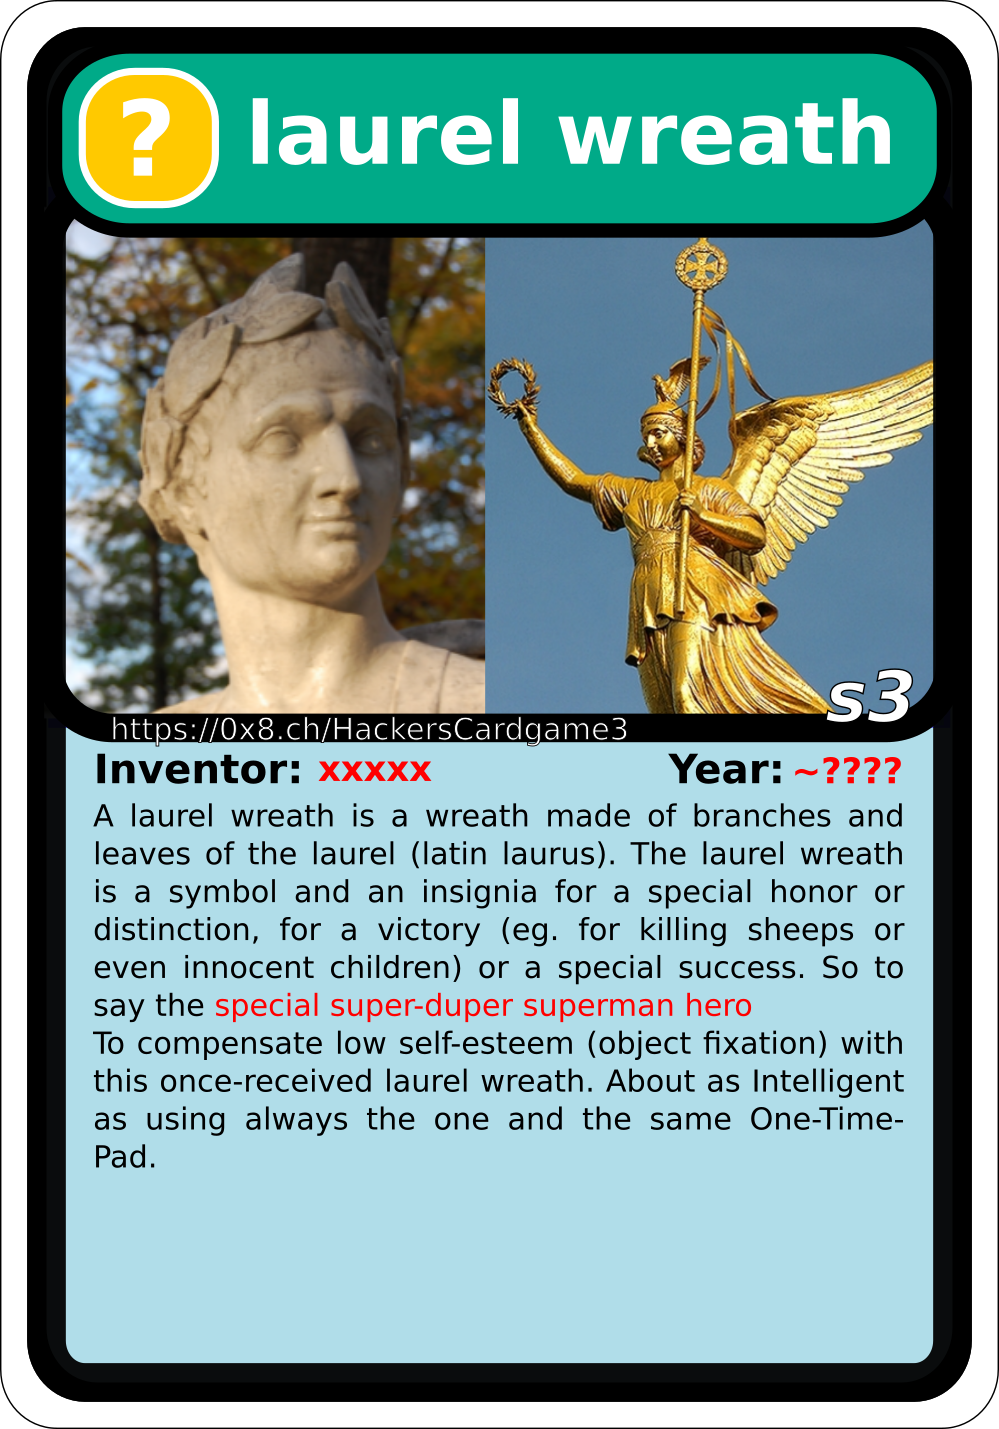 ? laurel wreath
s3
https://0x8.ch/HackersCardgame3
Inventor: xxxxx Year: ~????
A laurel wreath is a wreath made of branches and
leaves of the laurel (latin laurus). The laurel wreath
is a symbol and an insignia for a special honor or
distinction, for a victory (eg. for killing sheeps or
even innocent children) or a special success. So to
say the special super-duper superman hero
To compensate low self-esteem (object fixation) with
this once-received laurel wreath. About as Intelligent
as using always the one and the same One-Time-
Pad.